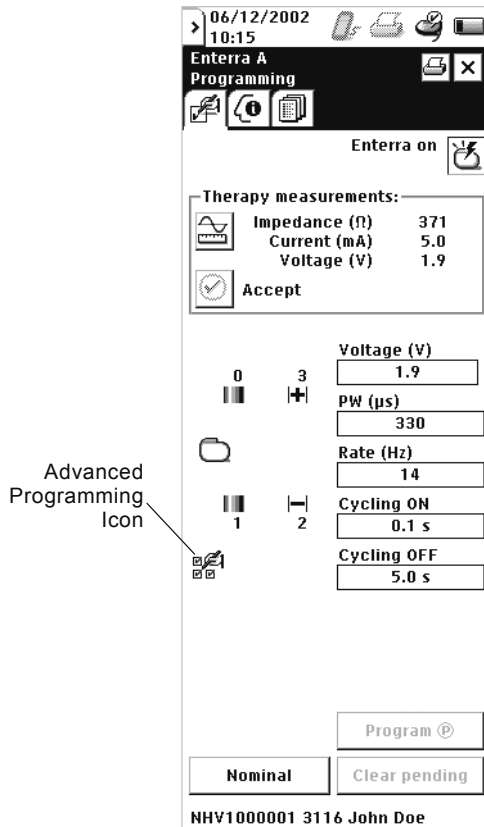 06/12/2002
10:15
Enterra A
Programming
Enterra on
Therapy measurements:
Impedance (Ω) 371
Current (mA) 5.0
Voltage (V) 1.9
Accept
Voltage (V)
0 3
1.9
PW (µs)
330
Rate (Hz)
14
Advanced
Programming
Icon
Cycling ON
1 2
0.1 s
Cycling OFF
5.0 s
Program P
Nominal
Clear pending
NHV1000001 3116 John Doe